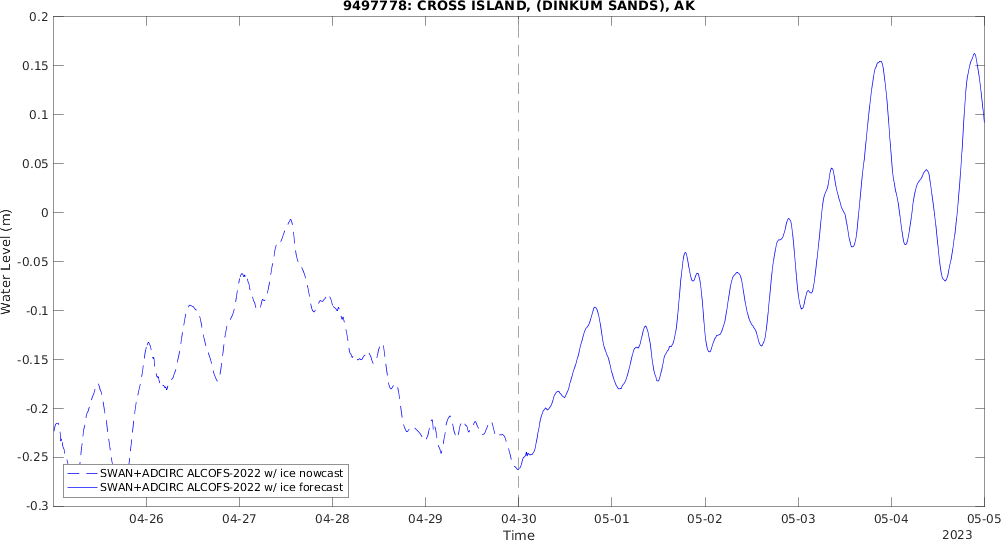 9497778: CROSS ISLAND, (DINKUM SANDS), AK
Water Level (m)
0.2
0.15
0.1
0.05
0
-0.05
-0.1
-0.15
-0.2
-0.25
-0.3
SWAN+ADCIRC ALCOFS-2022 w/ ice nowcast
SWAN+ADCIRC ALCOFS-2022 w/ ice forecast
04-26 04-27 04-28 04-29 04-30 05-01 05-02 05-03 05-04 05-05
Time
2023